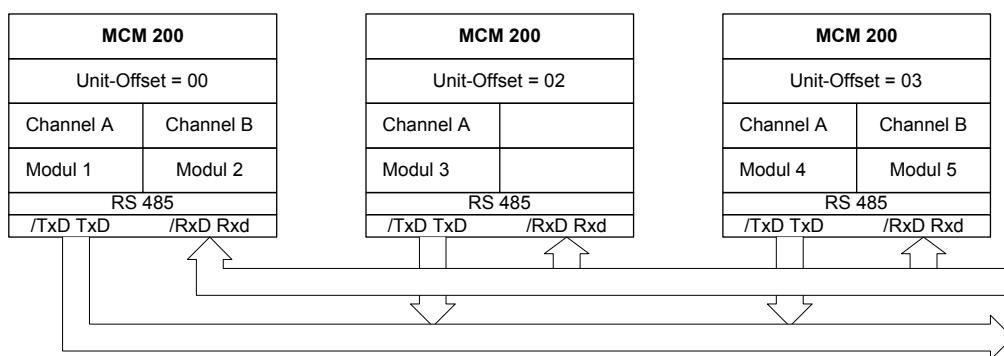 MCM 200
Unit-Offset = 00
Channel A Channel B
Modul 1 Modul 2
RS 485
/TxD TxD /RxD Rxd
MCM 200
Unit-Offset = 02
Channel A
Modul 3
RS 485
/TxD TxD /RxD Rxd
MCM 200
Unit-Offset = 03
Channel A Channel B
Modul 4 Modul 5
RS 485
/TxD TxD /RxD Rxd